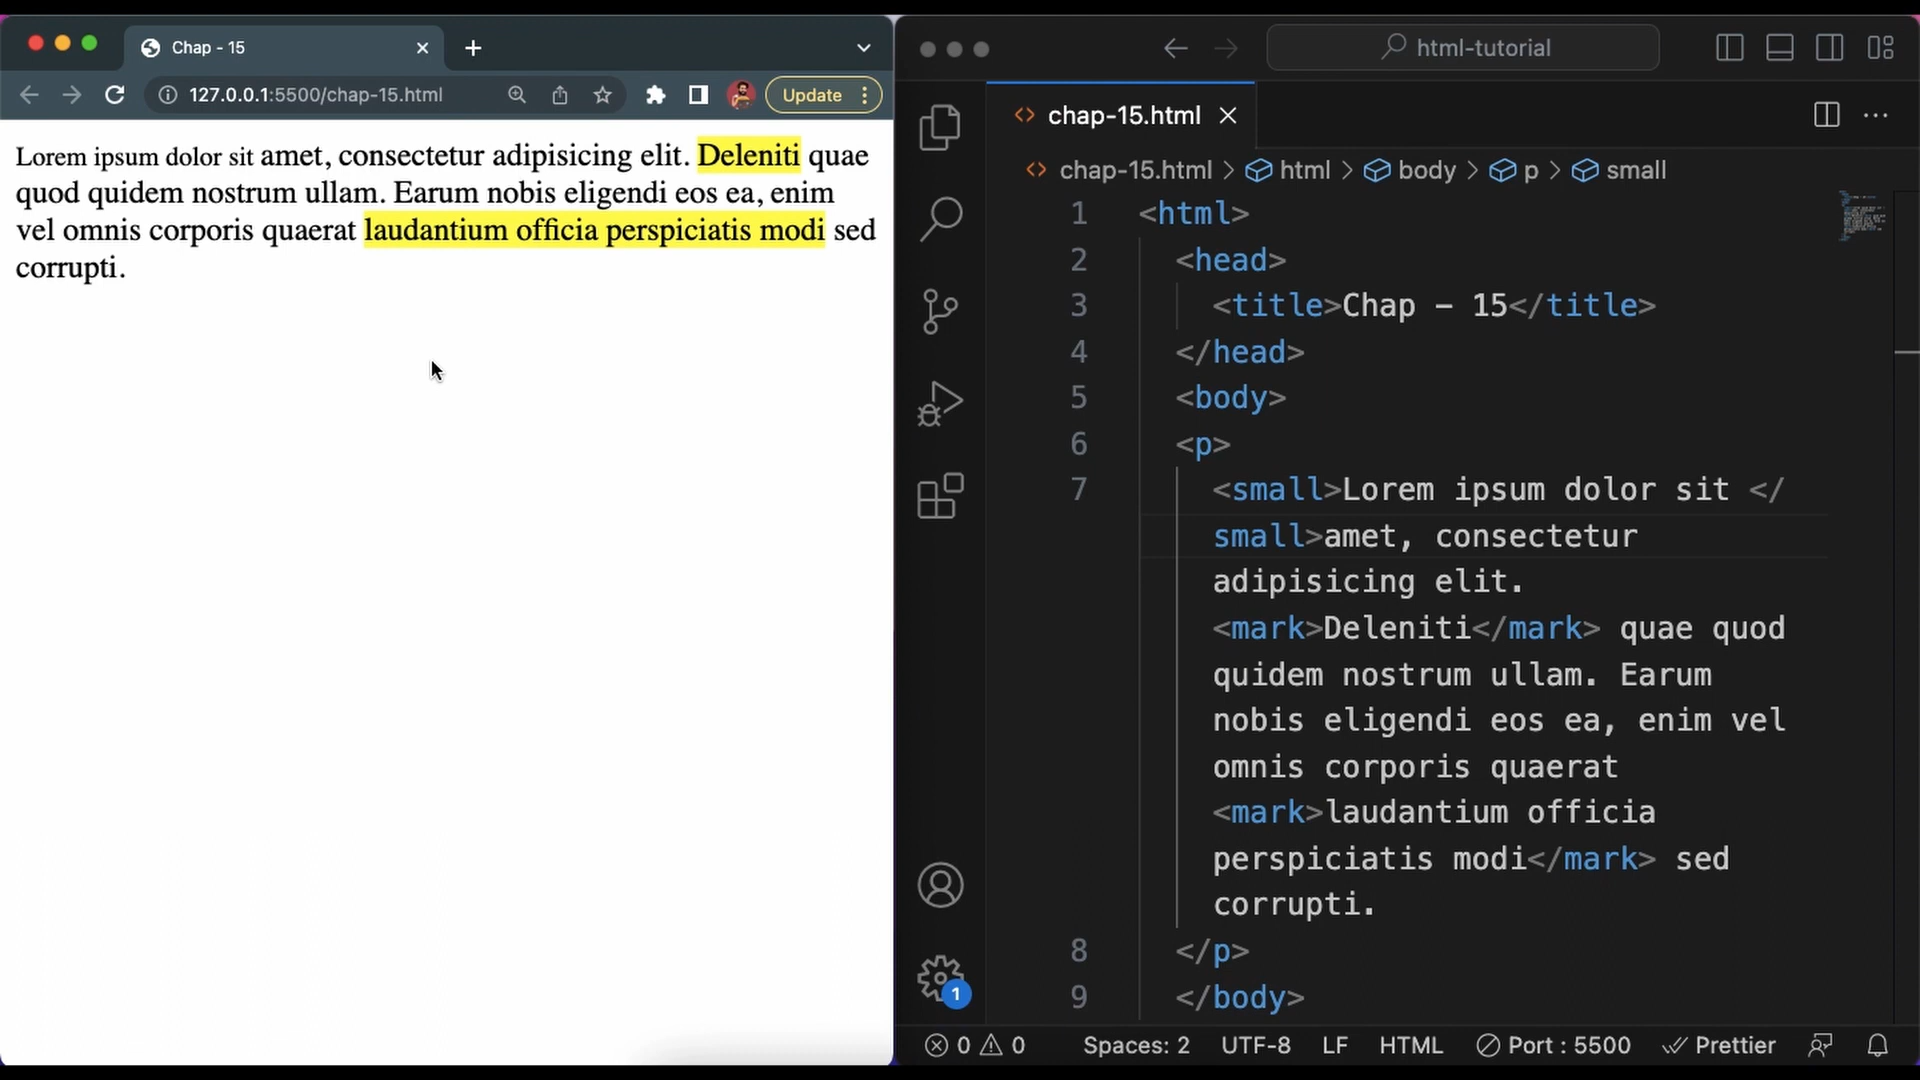 Chap - 15
127.0.0.1:5500/chap-15.html
Update
Lorem ipsum dolor sit amet, consectetur adipisicing elit. Deleniti quae
quod quidem nostrum ullam. Earum nobis eligendi eos ea, enim
vel omnis corporis quaerat laudantium officia perspiciatis modi sed
corrupti.
html-tutorial
chap-15.html
chap-15.html > html > body > p > small
1 <html>
2 <head>
3 <title>Chap - 15</title>
4 </head>
5 <body>
6 <p>
7 <small>Lorem ipsum dolor sit </
small>amet, consectetur
adipisicing elit.
<mark>Deleniti</mark> quae quod
quidem nostrum ullam. Earum
nobis eligendi eos ea, enim vel
omnis corporis quaerat
<mark>laudantium officia
perspiciatis modi</mark> sed
corrupti.
8 </p>
9 </body>
1
0 0 Spaces: 2 UTF-8 LF HTML Port : 5500 Prettier